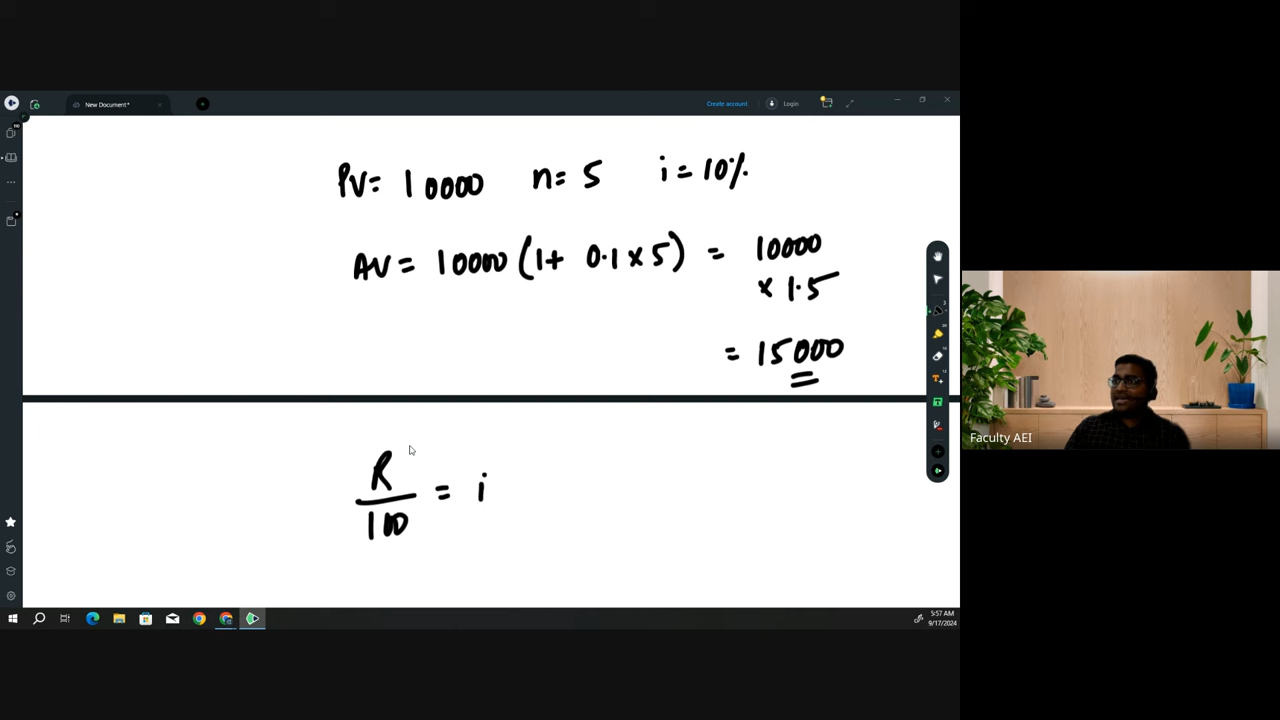 New Document*
Create account
Login
PV= 10000 n= 5 i = 10%
AV = 10000 (1+ 0.1 x 5) = 10000
x 1.5
= 15000
R
100
= i
Faculty AEI
5:57 AM
9/17/2024